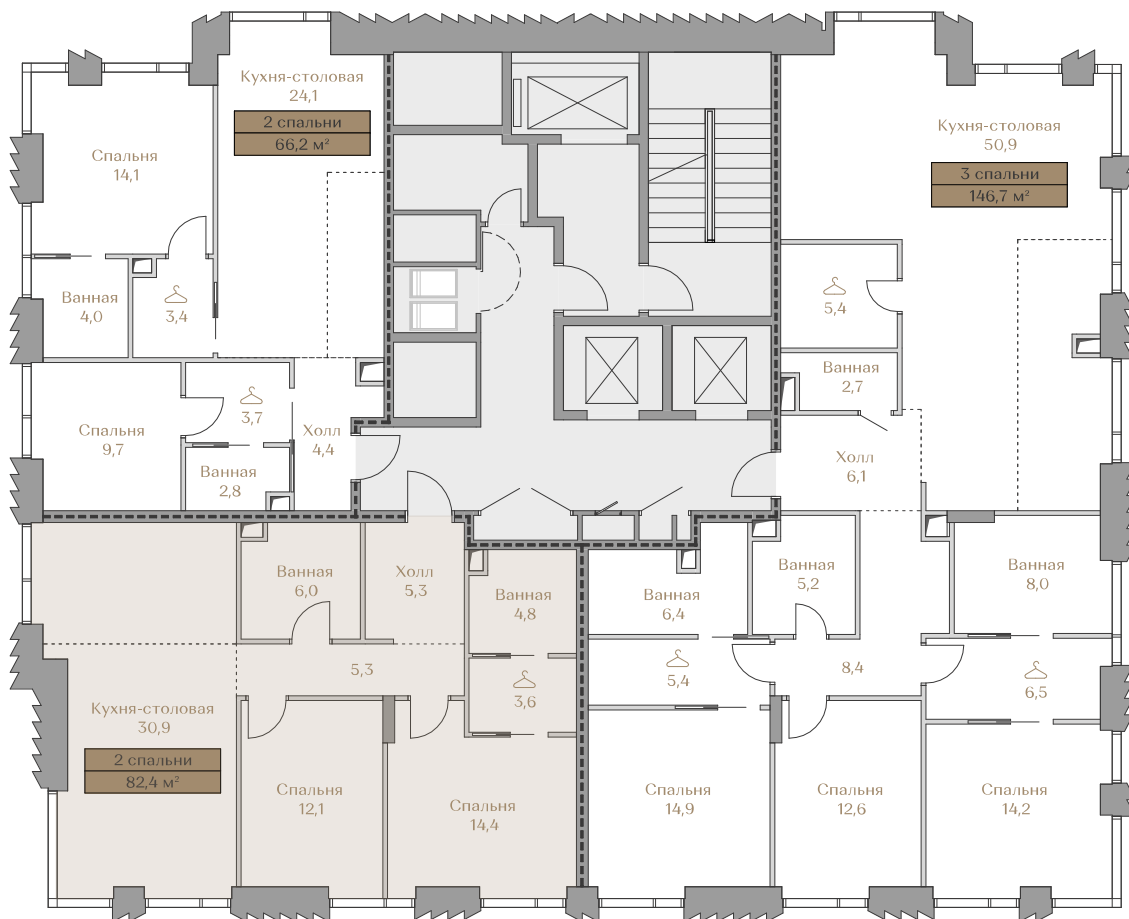 Кухня-столовая
24,1
2 спальни
66,2 м²
Спальня
14,1
Ванная
4,0
3,4
Спальня
9,7
3,7
Ванная
2,8
Холл
4,4
Кухня-столовая
50,9
3 спальни
146,7 м²
5,4
Ванная
2,7
Холл
6,1
Ванная
6,0
Холл
5,3
Ванная
4,8
5,3
3,6
Кухня-столовая
30,9
2 спальни
82,4 м²
Спальня
12,1
Спальня
14,4
Ванная
6,4
Ванная
5,2
Ванная
8,0
5,4
8,4
6,5
Спальня
14,9
Спальня
12,6
Спальня
14,2